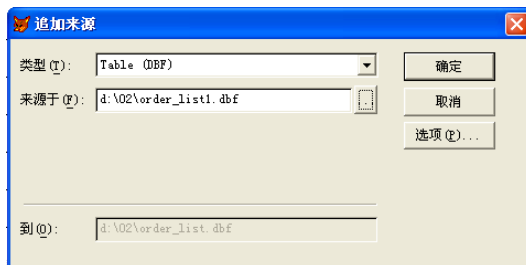 追加来源
类型(T): Table (DBF) 确定
来源于(F): d:\02\order_list1.dbf ... 取消
选项(P)...
到(O): d:\02\order_list.dbf